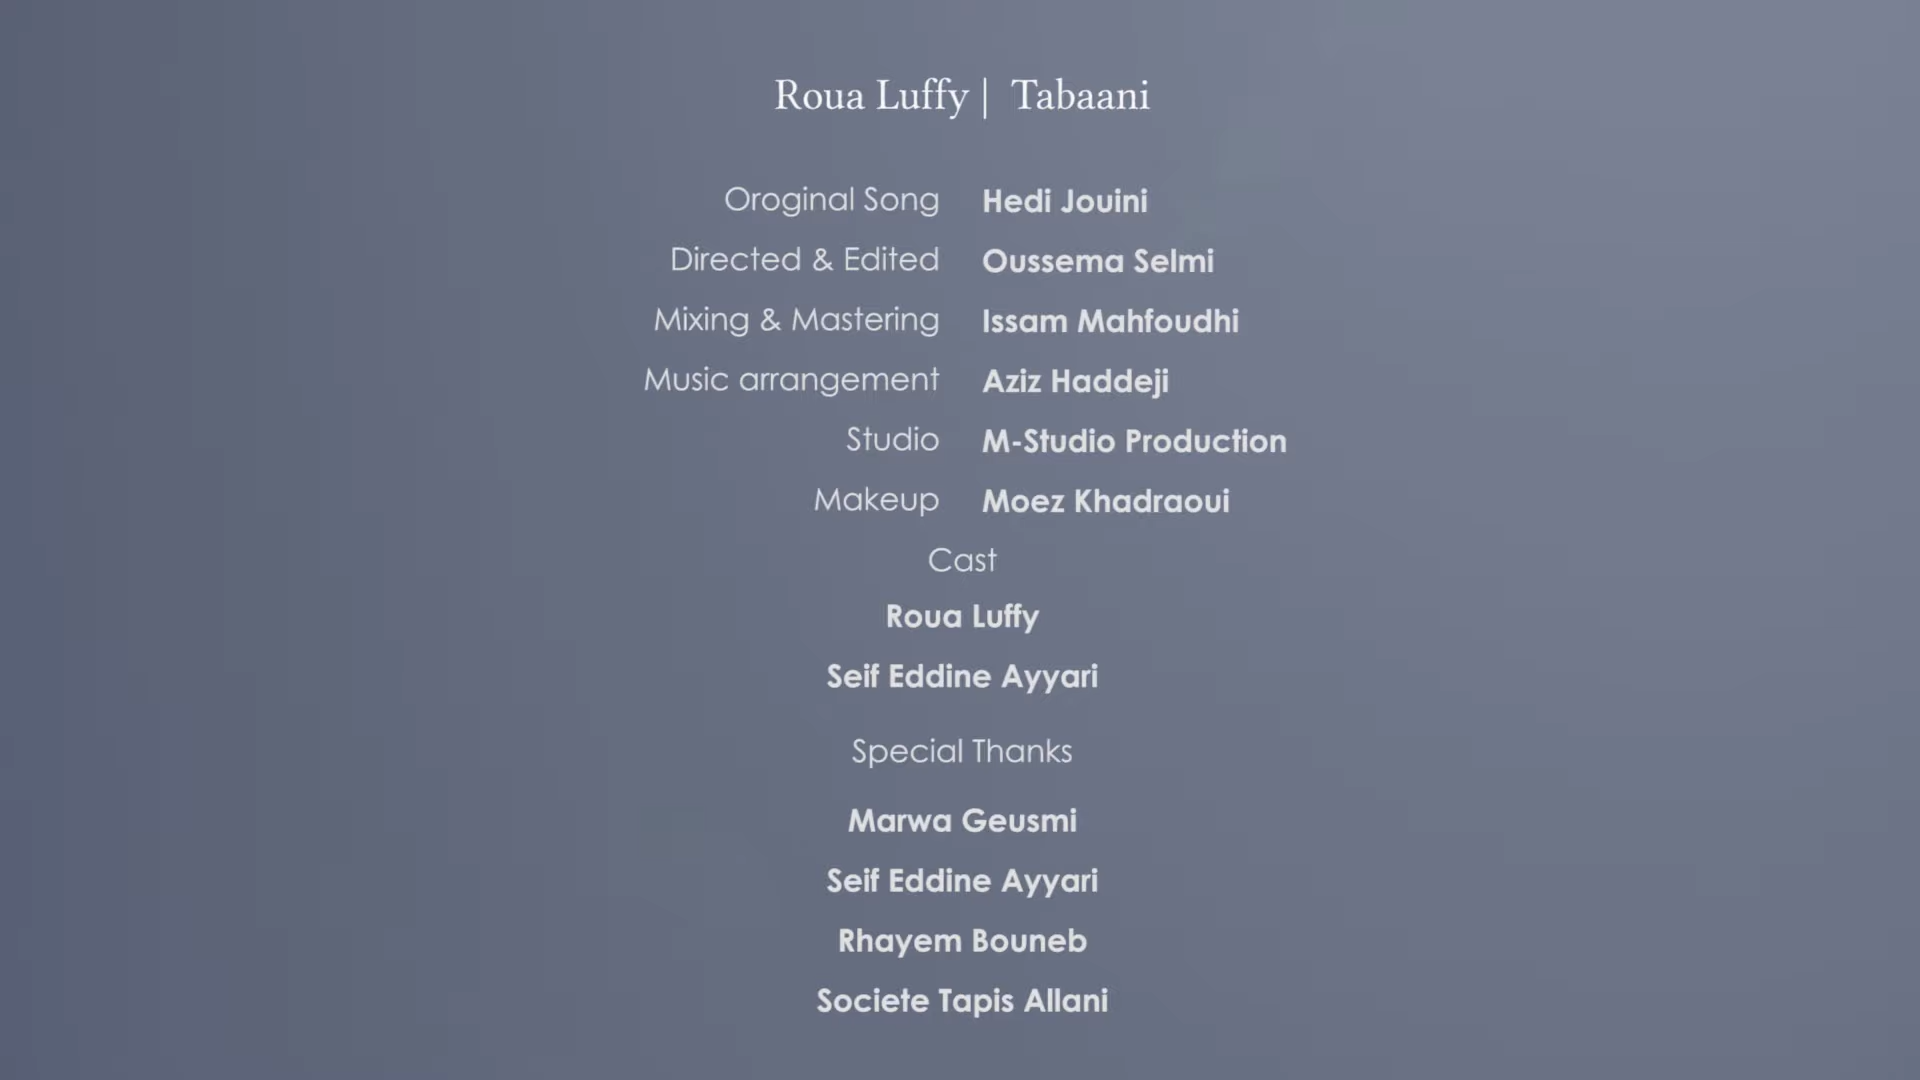 Roua Luffy | Tabaani
Oroginal Song Hedi Jouini
Directed & Edited Oussema Selmi
Mixing & Mastering Issam Mahfoudhi
Music arrangement Aziz Haddeji
Studio M-Studio Production
Makeup Moez Khadraoui
Cast
Roua Luffy
Seif Eddine Ayyari
Special Thanks
Marwa Geusmi
Seif Eddine Ayyari
Rhayem Bouneb
Societe Tapis Allani